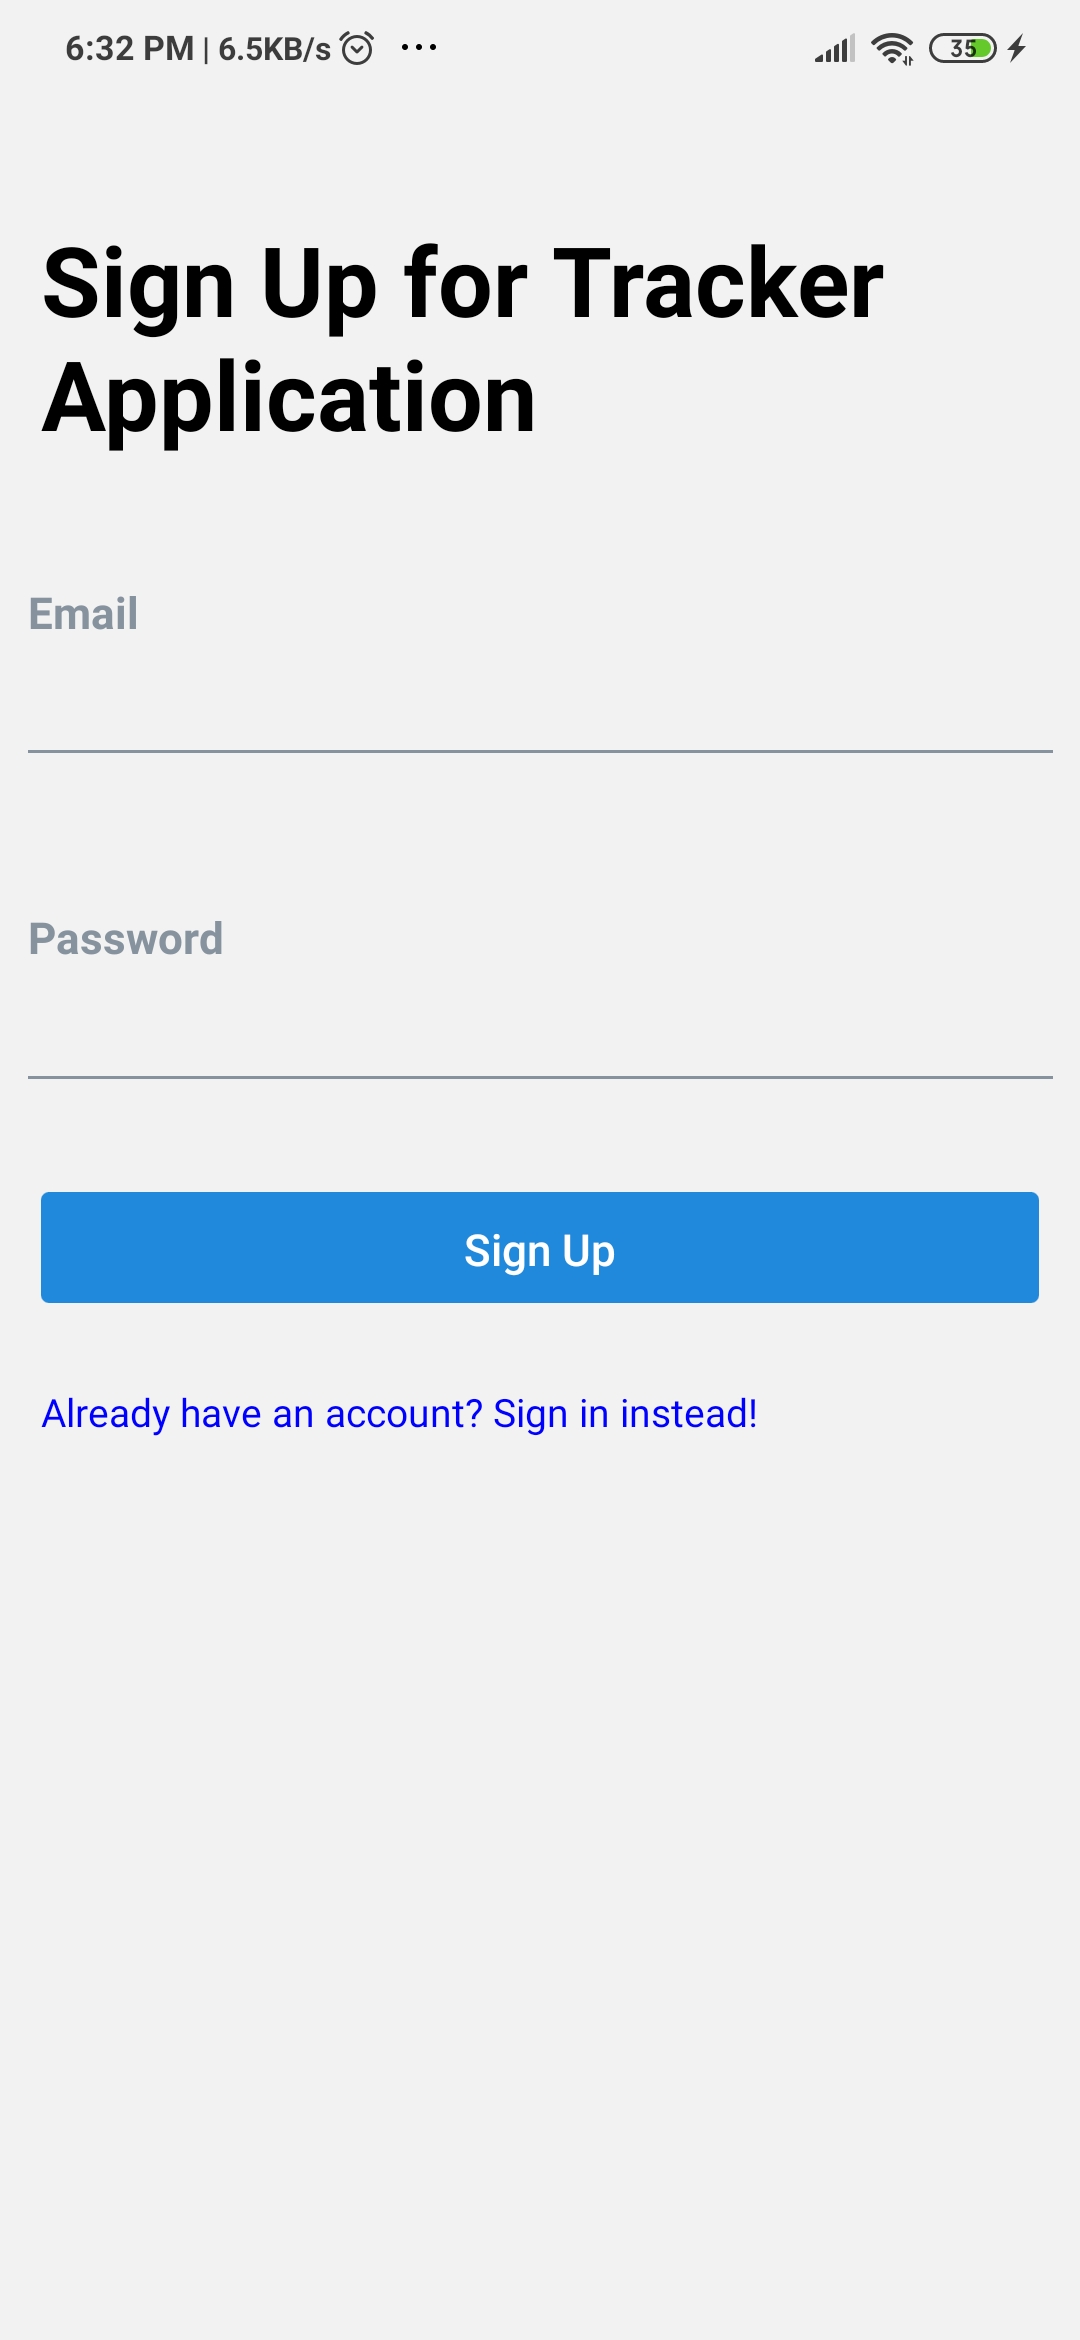 6:32 PM | 6.5KB/s ... 35
Sign Up for Tracker
Application
Email
Password
Sign Up
Already have an account? Sign in instead!